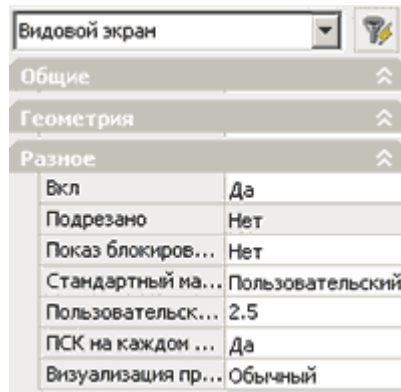 Видовой экран
Общие
Геометрия
Разное
Вкл Да
Подрезано Нет
Показ блокиров... Нет
Стандартный ма... Пользовательский
Пользовательск... 2.5
ПСК на каждом ... Да
Визуализация пр... Обычный